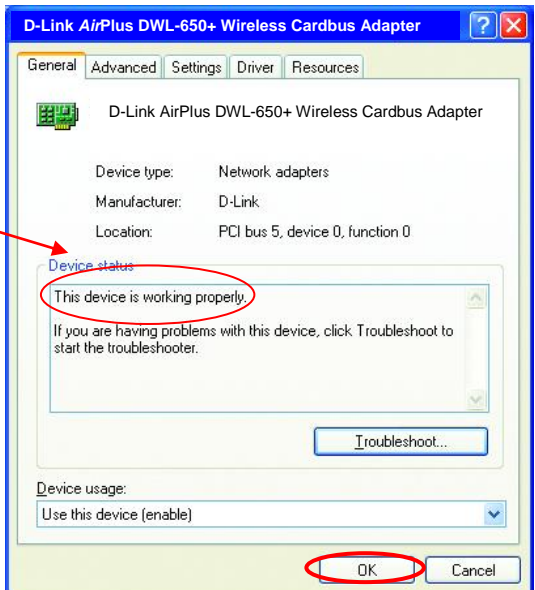 D-Link AirPlus DWL-650+ Wireless Cardbus Adapter
General Advanced Settings Driver Resources
D-Link AirPlus DWL-650+ Wireless Cardbus Adapter
Device type: Network adapters
Manufacturer: D-Link
Location: PCI bus 5, device 0, function 0
Device status
This device is working properly.
If you are having problems with this device, click Troubleshoot to
start the troubleshooter.
Troubleshoot...
Device usage:
Use this device (enable)
OK Cancel